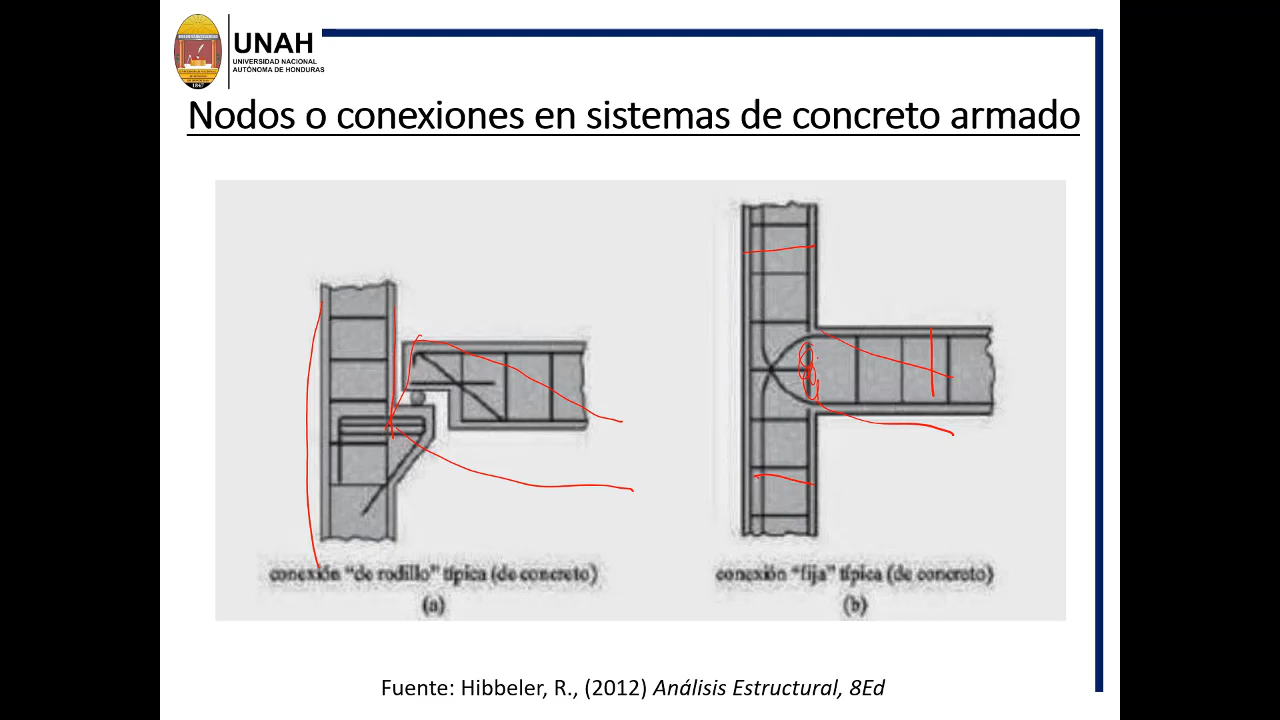 UNAH
UNIVERSIDAD NACIONAL
AUTÓNOMA DE HONDURAS
Nodos o conexiones en sistemas de concreto armado
conexión “de rodillo” típica (de concreto)
(a)
conexión “fija” típica (de concreto)
(b)
Fuente: Hibbeler, R., (2012) Análisis Estructural, 8Ed